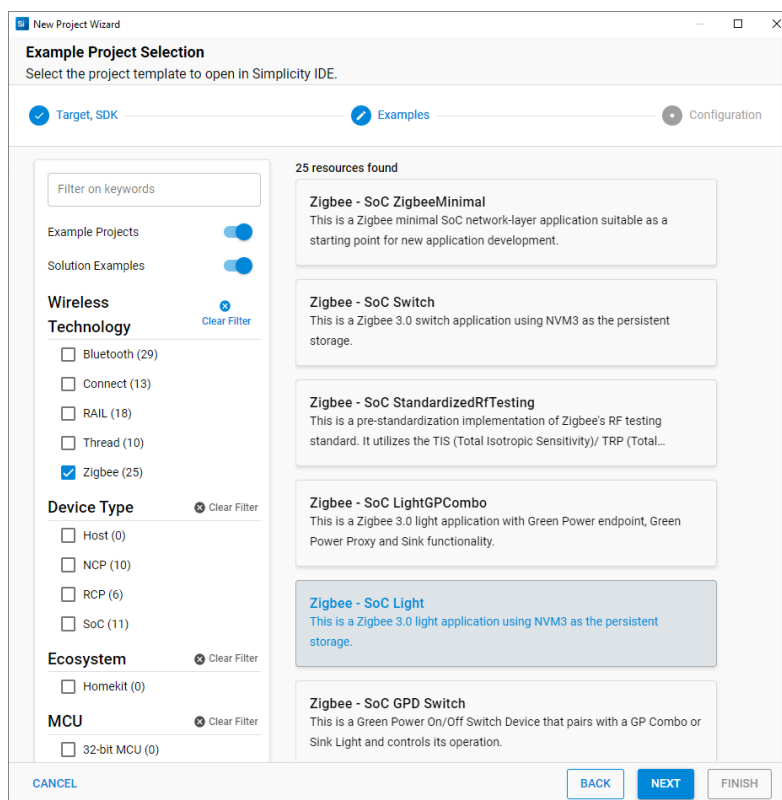 Si New Project Wizard
Example Project Selection
Select the project template to open in Simplicity IDE.
Target, SDK
Examples
Configuration
Filter on keywords
Example Projects
Solution Examples
Wireless
Technology
Clear Filter
Bluetooth (29)
Connect (13)
RAIL (18)
Thread (10)
Zigbee (25)
Device Type
Clear Filter
Host (0)
NCP (10)
RCP (6)
SoC (11)
Ecosystem
Clear Filter
Homekit (0)
MCU
Clear Filter
32-bit MCU (0)
25 resources found
Zigbee - SoC ZigbeeMinimal
This is a Zigbee minimal SoC network-layer application suitable as a
starting point for new application development.
Zigbee - SoC Switch
This is a Zigbee 3.0 switch application using NVM3 as the persistent
storage.
Zigbee - SoC StandardizedRfTesting
This is a pre-standardization implementation of Zigbee's RF testing
standard. It utilizes the TIS (Total Isotropic Sensitivity)/ TRP (Total...
Zigbee - SoC LightGPCombo
This is a Zigbee 3.0 light application with Green Power endpoint, Green
Power Proxy and Sink functionality.
Zigbee - SoC Light
This is a Zigbee 3.0 light application using NVM3 as the persistent
storage.
Zigbee - SoC GPD Switch
This is a Green Power On/Off Switch Device that pairs with a GP Combo or
Sink Light and controls its operation.
CANCEL
BACK
NEXT
FINISH